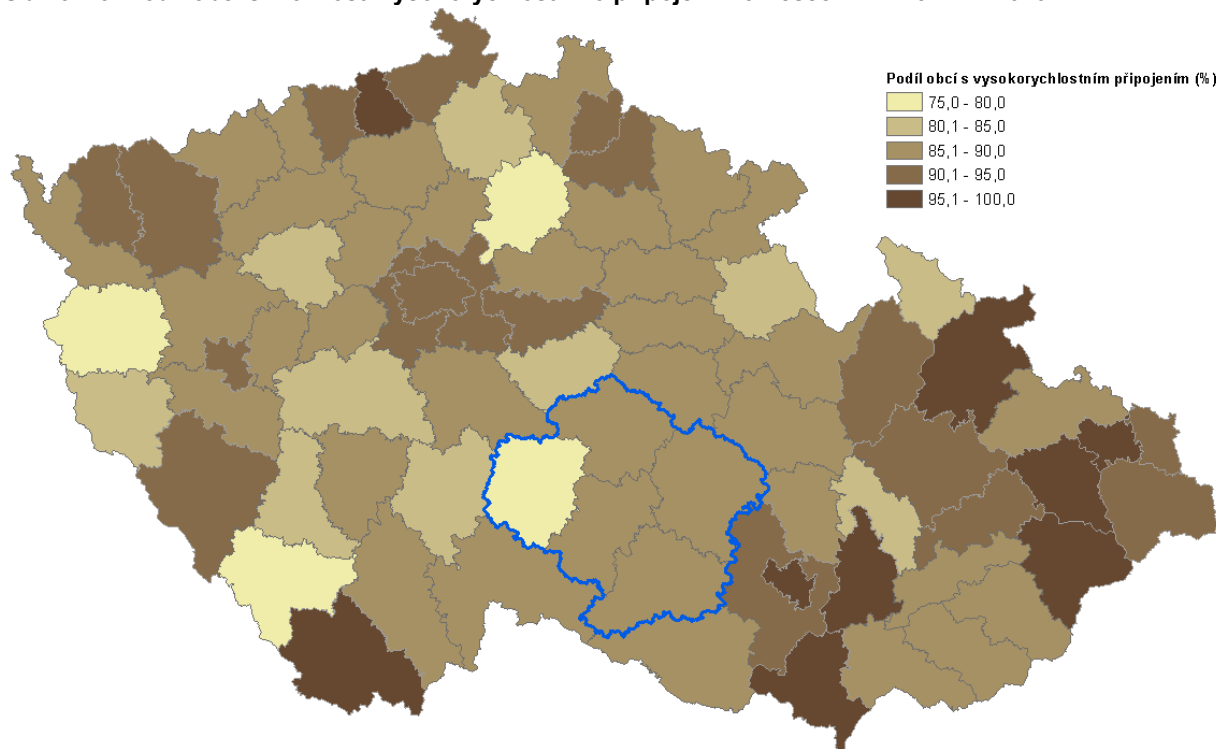 Podíl obcí s vysokorychlostním připojením (%)
75,0 - 80,0
80,1 - 85,0
85,1 - 90,0
90,1 - 95,0
95,1 - 100,0